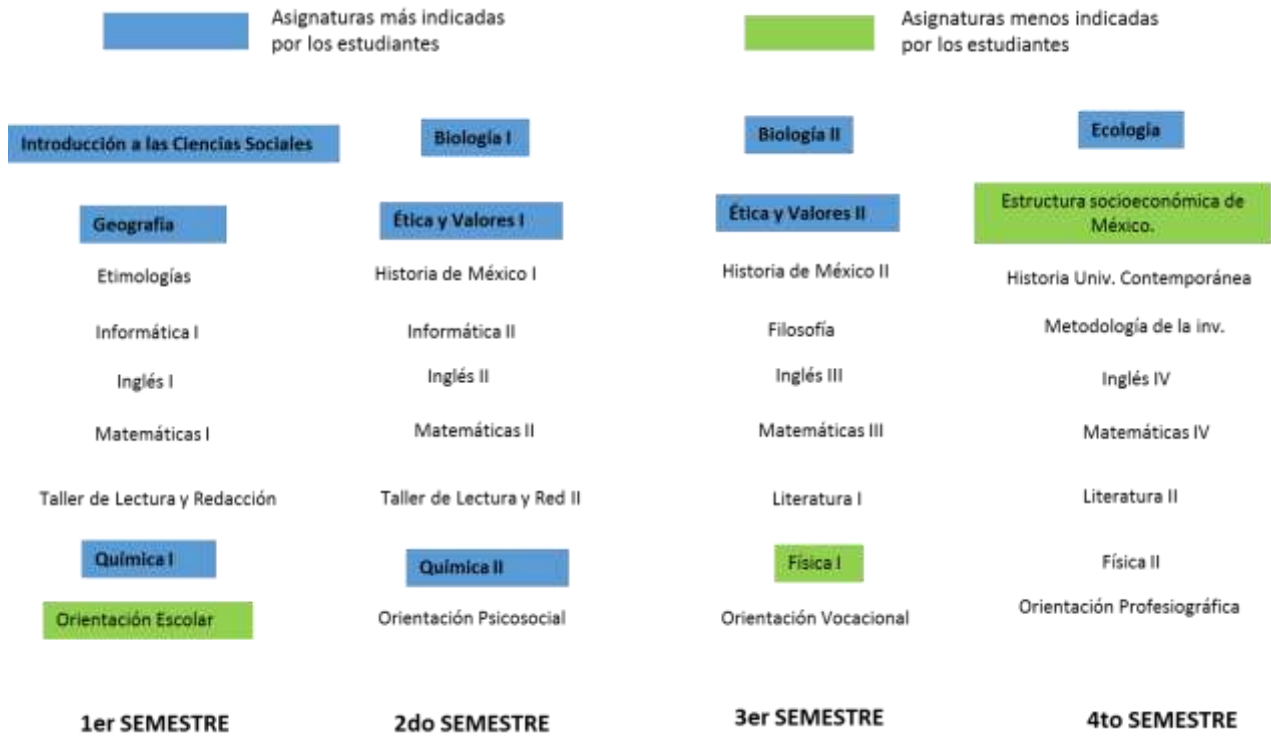 Asignaturas más indicadas
por los estudiantes
Asignaturas menos indicadas
por los estudiantes
Introducción a las Ciencias Sociales
Geografía
Etimologías
Informática I
Inglés I
Matemáticas I
Taller de Lectura y Redacción
Química I
Orientación Escolar
1er SEMESTRE
Biología I
Ética y Valores I
Historia de México I
Informática II
Inglés II
Matemáticas II
Taller de Lectura y Red II
Química II
Orientación Psicosocial
2do SEMESTRE
Biología II
Ética y Valores II
Historia de México II
Filosofía
Inglés III
Matemáticas III
Literatura I
Física I
Orientación Vocacional
3er SEMESTRE
Ecología
Estructura socioeconómica de
México.
Historia Univ. Contemporánea
Metodología de la inv.
Inglés IV
Matemáticas IV
Literatura II
Física II
Orientación Profesiográfica
4to SEMESTRE